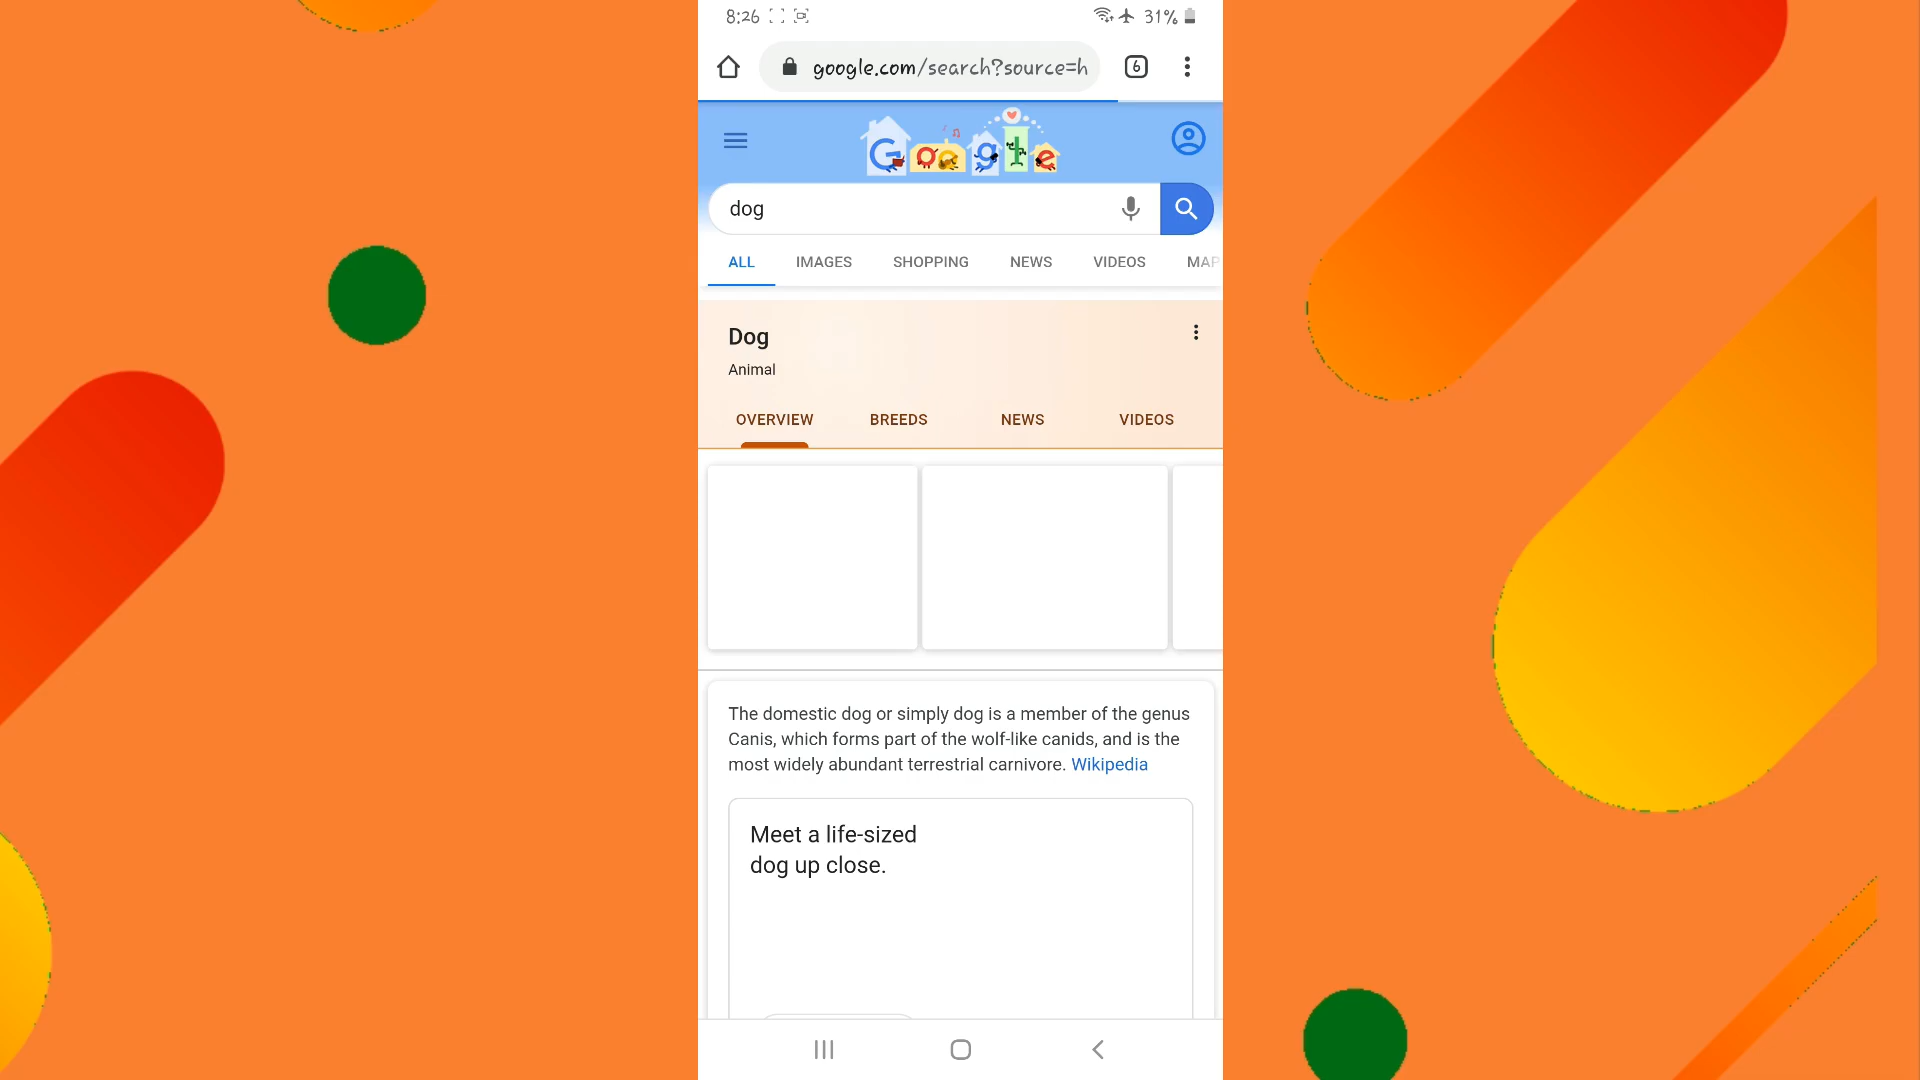 8:26
31%
google.com/search?source=h
6
Google
dog
ALL IMAGES SHOPPING NEWS VIDEOS MAP
Dog
Animal
OVERVIEW BREEDS NEWS VIDEOS
The domestic dog or simply dog is a member of the genus
Canis, which forms part of the wolf-like canids, and is the
most widely abundant terrestrial carnivore. Wikipedia
Meet a life-sized
dog up close.